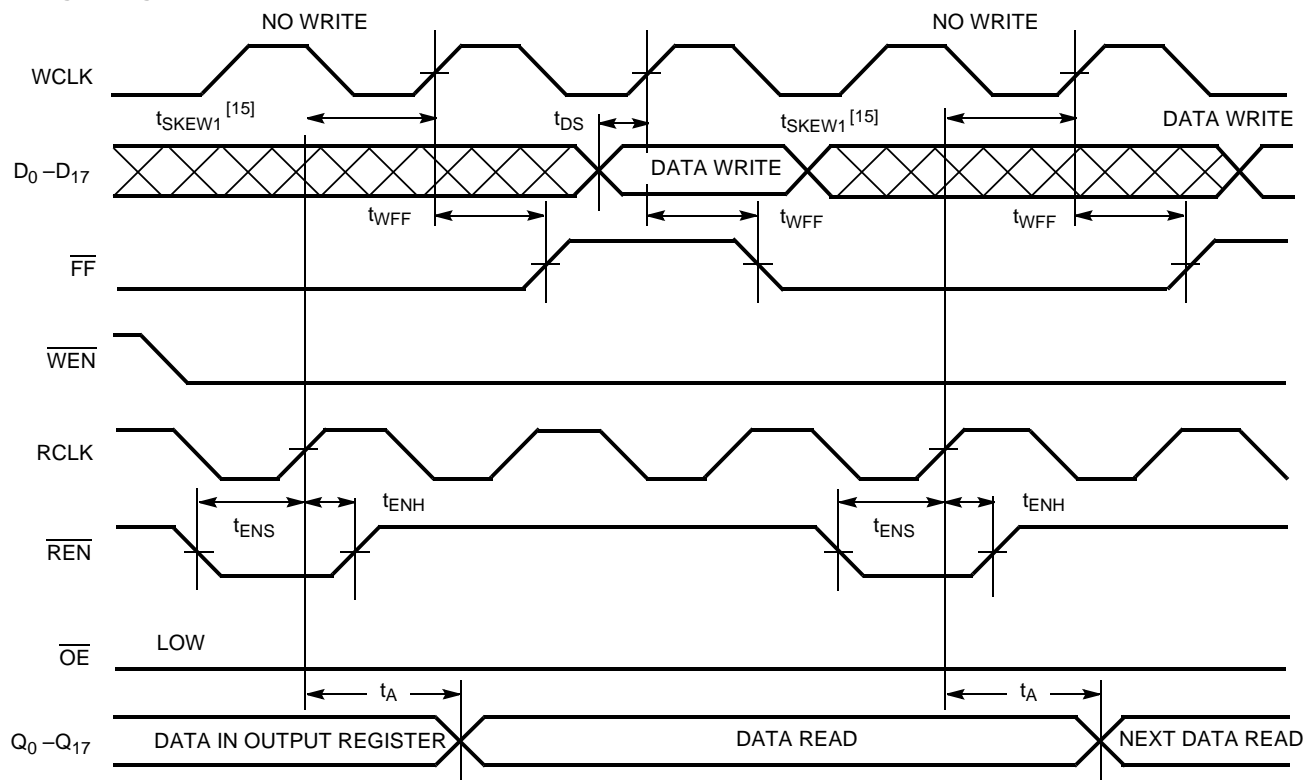 NO WRITE NO WRITE
WCLK
tSKEW1 [15] tDS tSKEW1 [15] DATA WRITE
D0 –D17 DATA WRITE
tWFF tWFF tWFF
FF
WEN
RCLK
tENS tENH tENS tENH
REN
LOW
OE
tA tA
Q0 –Q17 DATA IN OUTPUT REGISTER DATA READ NEXT DATA READ